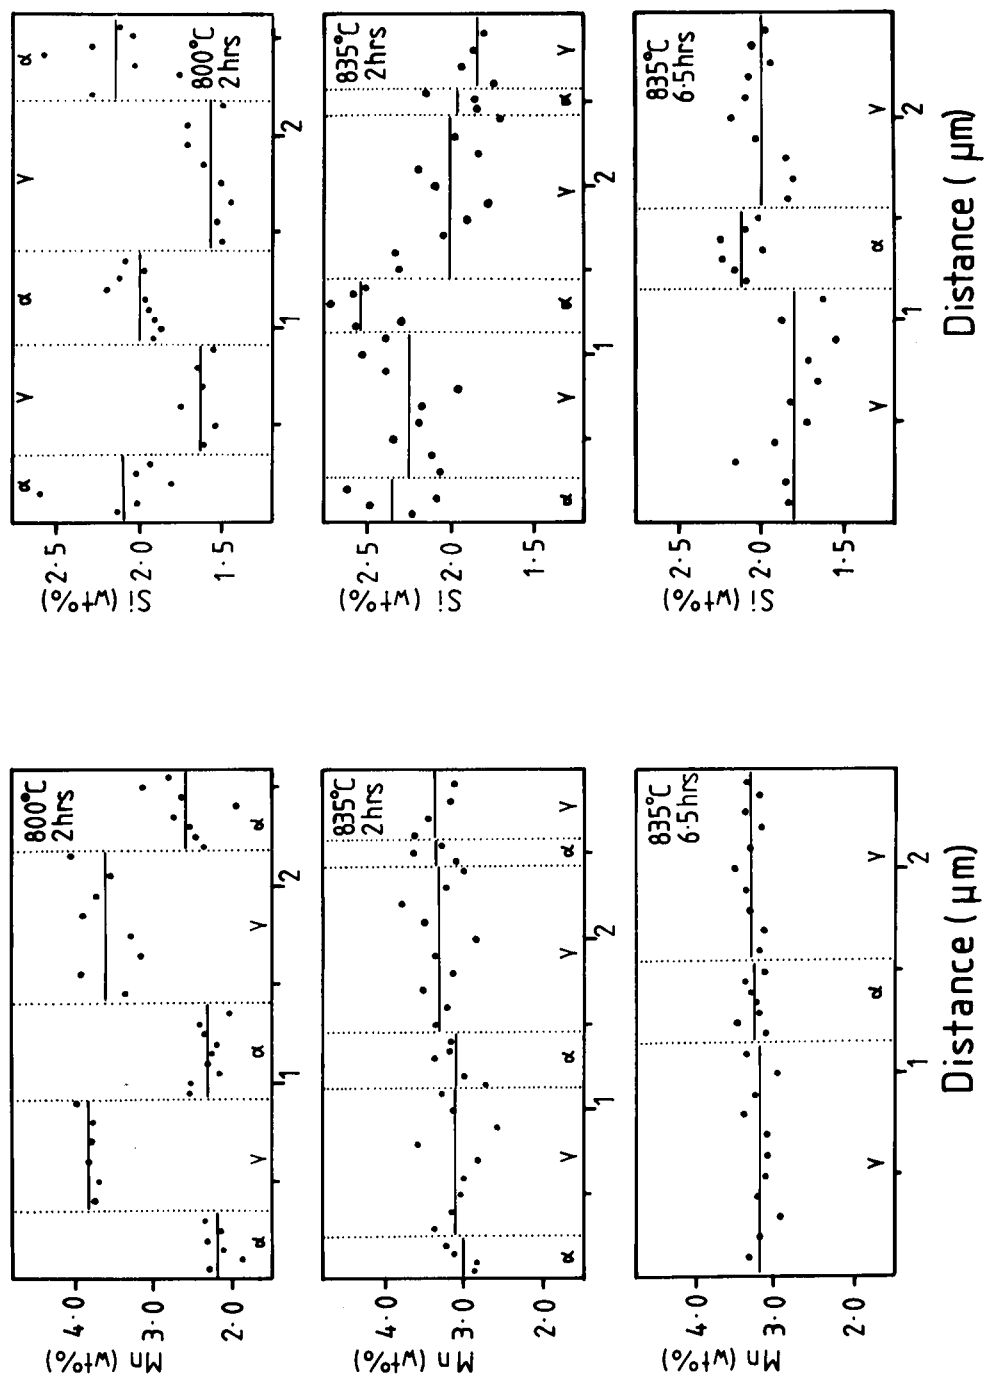 Mn (wt%)
4·0
3·0
2·0
800°C
2hrs
α γ α γ α
1 2
Mn (wt%)
4·0
3·0
2·0
835°C
2hrs
α γ α γ α γ
1 2
Mn (wt%)
4·0
3·0
2·0
835°C
6·5hrs
γ α γ
1 2
Distance (μm)
Si (wt%)
2·5
2·0
1·5
α γ α γ α
800°C
2hrs
1 2
Si (wt%)
2·5
2·0
1·5
835°C
2hrs
α γ α γ α γ
1 2
Si (wt%)
2·5
2·0
1·5
835°C
6·5hrs
γ α γ
1 2
Distance (μm)